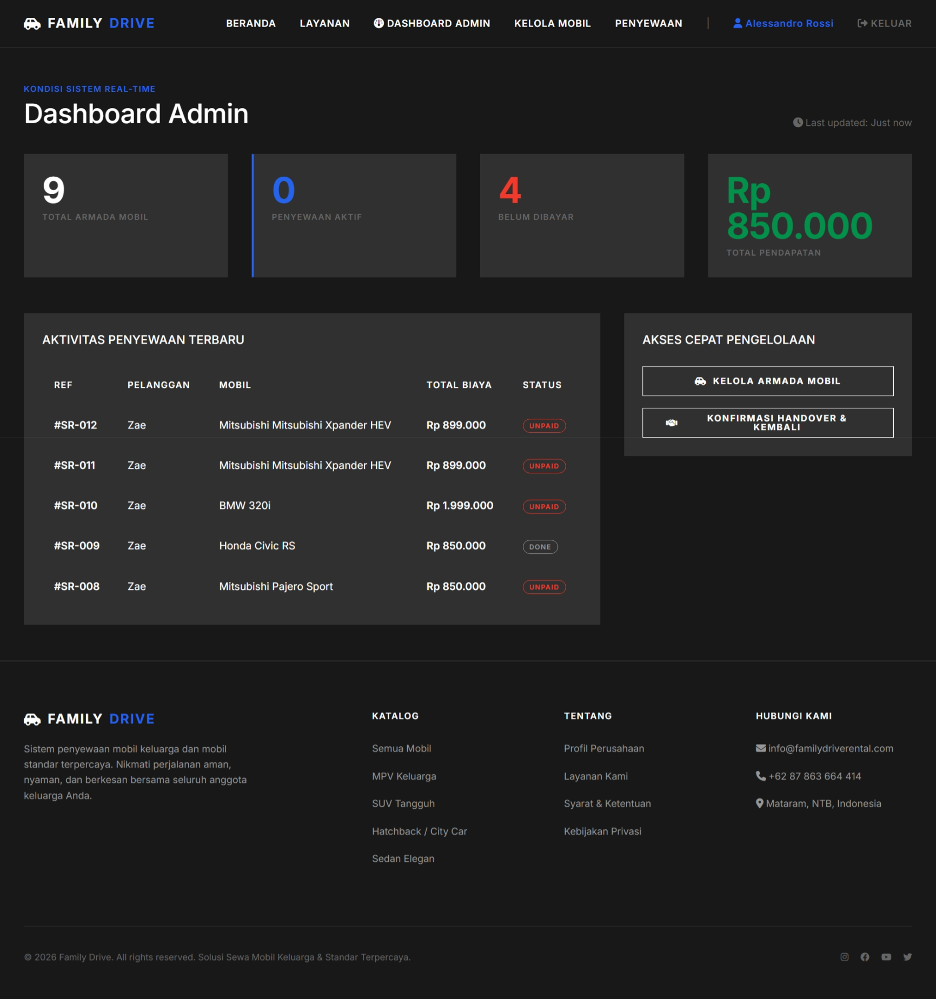 FAMILY DRIVE
BERANDA LAYANAN DASHBOARD ADMIN KELOLA MOBIL PENYEWAAN Alessandro Rossi KELUAR
KONDISI SISTEM REAL-TIME
Dashboard Admin
Last updated: Just now
9
TOTAL ARMADA MOBIL
0
PENYEWAAN AKTIF
4
BELUM DIBAYAR
Rp
850.000
TOTAL PENDAPATAN
AKTIVITAS PENYEWAAN TERBARU
REF PELANGGAN MOBIL TOTAL BIAYA STATUS
#SR-012 Zae Mitsubishi Mitsubishi Xpander HEV Rp 899.000 UNPAID
#SR-011 Zae Mitsubishi Mitsubishi Xpander HEV Rp 899.000 UNPAID
#SR-010 Zae BMW 320i Rp 1.999.000 UNPAID
#SR-009 Zae Honda Civic RS Rp 850.000 DONE
#SR-008 Zae Mitsubishi Pajero Sport Rp 850.000 UNPAID
AKSES CEPAT PENGELOLAAN
KELOLA ARMADA MOBIL
KONFIRMASI HANDOVER &
KEMBALI
FAMILY DRIVE
Sistem penyewaan mobil keluarga dan mobil
standar terpercaya. Nikmati perjalanan aman,
nyaman, dan berkesan bersama seluruh anggota
keluarga Anda.
KATALOG
Semua Mobil
MPV Keluarga
SUV Tangguh
Hatchback / City Car
Sedan Elegan
TENTANG
Profil Perusahaan
Layanan Kami
Syarat & Ketentuan
Kebijakan Privasi
HUBUNGI KAMI
info@familydriverental.com
+62 87 863 664 414
Mataram, NTB, Indonesia
© 2026 Family Drive. All rights reserved. Solusi Sewa Mobil Keluarga & Standar Terpercaya.